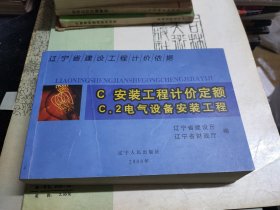 辽宁省建设工程计价依据
LIAONINGSHENGJIANSHEGONGCHENGJIJIAYIJU
C 安装工程计价定额
C.2电气设备安装工程
辽宁省建设厅
辽宁省财政厅
编
辽宁人民出版社